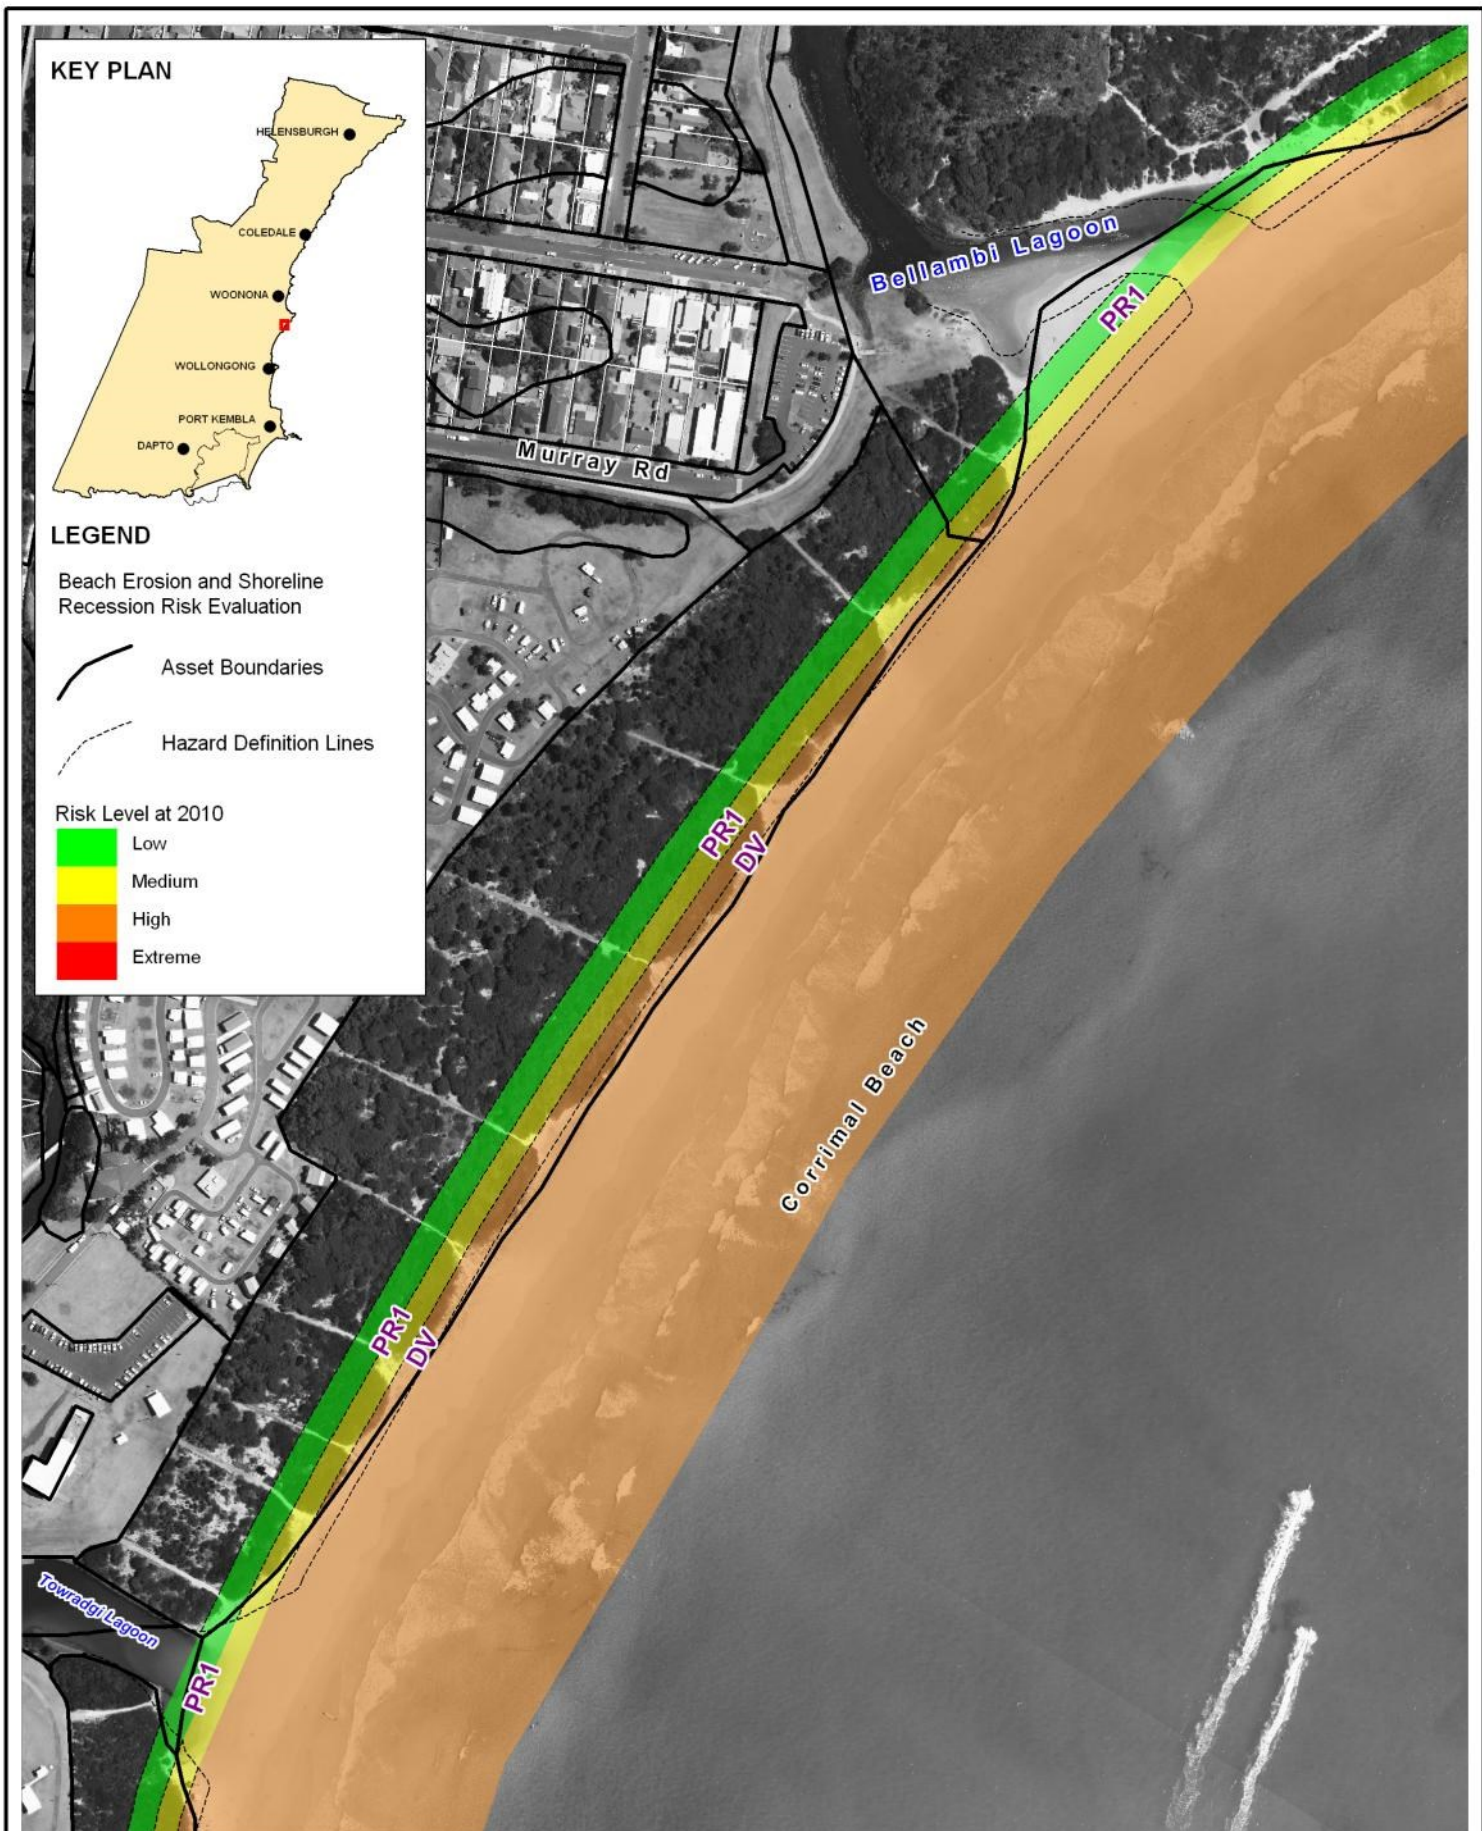 KEY PLAN
HELENSBURGH
COLEDALE
WOONONA
WOLLONGONG
PORT KEMBLA
DAPTO
LEGEND
Beach Erosion and Shoreline
Recession Risk Evaluation
Asset Boundaries
Hazard Definition Lines
Risk Level at 2010
Low
Medium
High
Extreme
Bellambi Lagoon
PR1
Murray Rd
PR1
DV
Corrimal Beach
PR1
DV
Towradgi Lagoon
PR1